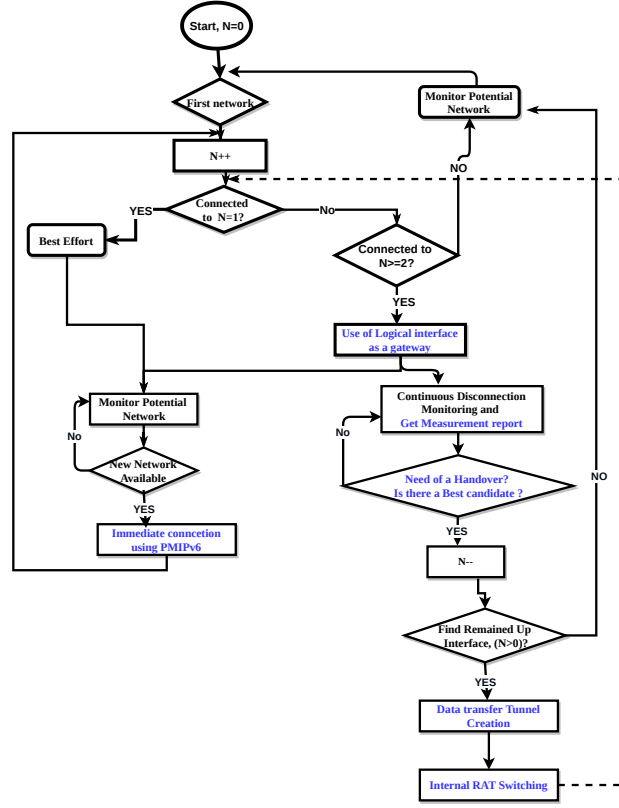 Start, N=0
First network
Monitor Potential
Network
N++
NO
Connected
to N=1?
YES
No
Best Effort
Connected to
N>=2?
YES
Use of Logical interface
as a gateway
Monitor Potential
Network
Continuous Disconnection
Monitoring and
Get Measurement report
No
No
New Network
Available
Need of a Handover?
Is there a Best candidate ?
NO
YES
Immediate conncetion
using PMIPv6
YES
N--
Find Remained Up
Interface, (N>0)?
YES
Data transfer Tunnel
Creation
Internal RAT Switching